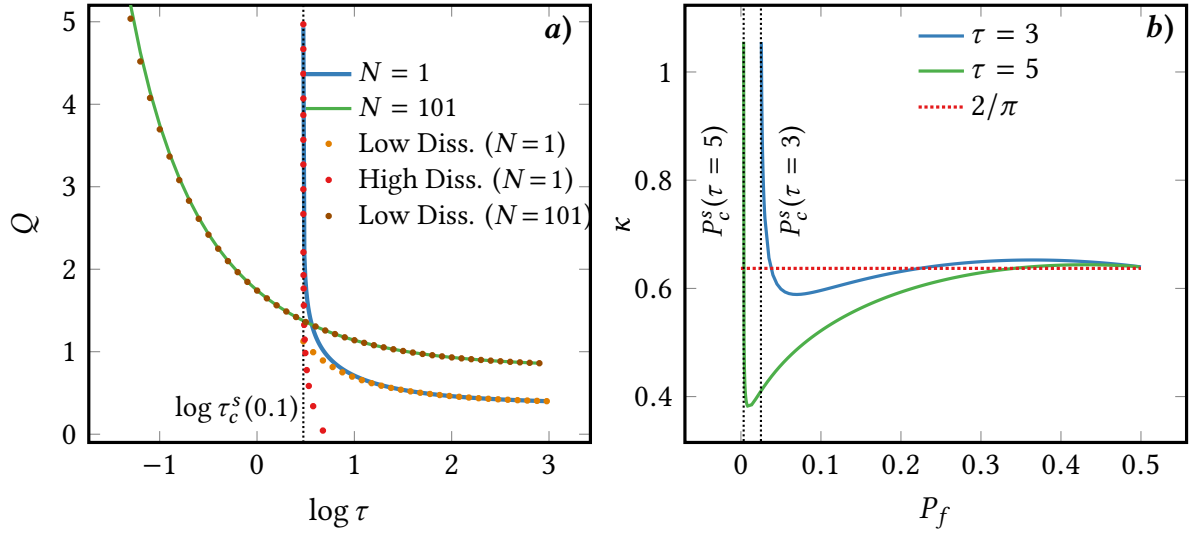 a)
Q
5
4
3
2
1
0
N = 1
N = 101
Low Diss. (N = 1)
High Diss. (N = 1)
Low Diss. (N = 101)
log τ_c^s(0.1)
−1
0
1
2
3
log τ
b)
κ
1
0.8
0.6
0.4
τ = 3
τ = 5
2/π
P_c^s(τ = 5)
P_c^s(τ = 3)
0
0.1
0.2
0.3
0.4
0.5
P_f